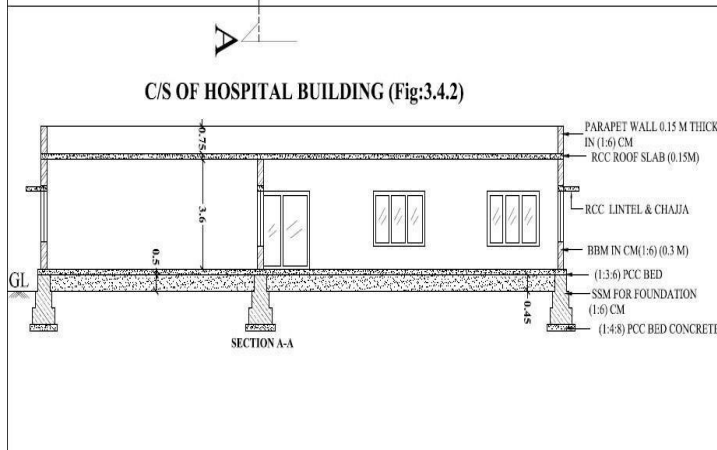 A
C/S OF HOSPITAL BUILDING (Fig:3.4.2)
PARAPET WALL 0.15 M THICK
IN (1:6) CM
RCC ROOF SLAB (0.15M)
0.75
3.6
RCC LINTEL & CHAJJA
BBM IN CM(1:6) (0.3 M)
GL
0.5
(1:3:6) PCC BED
SSM FOR FOUNDATION
(1:6) CM
0.45
(1:4:8) PCC BED CONCRETE
SECTION A-A